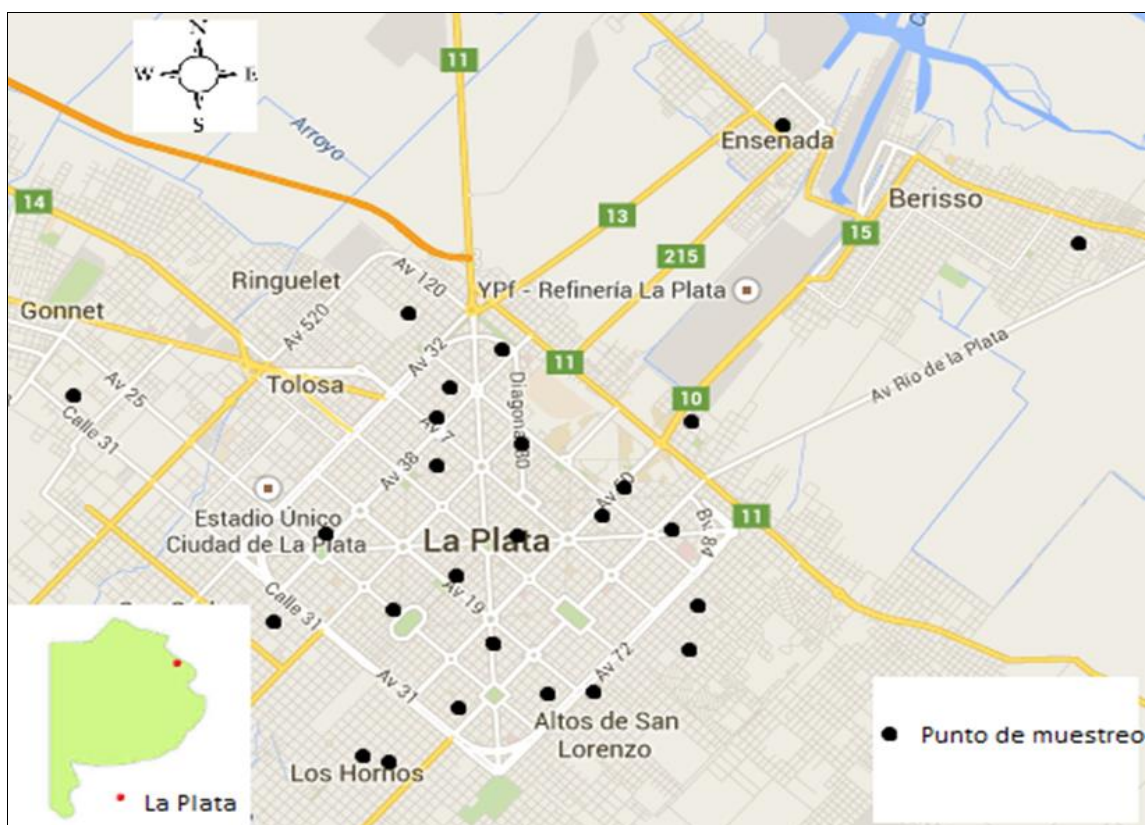 N
W E
S
11
Arroyo
Ensenada
14
13
Berisso
15
215
Ringuelet
Av 120
YPf - Refinería La Plata
Gonnet
Av 520
Av 32
11
Av Río de la Plata
Tolosa
Av 25
Diagonal 80
10
Calle 31
Av 7
Av 38
Estadio Único
Ciudad de La Plata
La Plata
Bv. 84
11
Av 19
Calle 31
Av 72
Av 31
Altos de San
Lorenzo
Los Hornos
Punto de muestreo
La Plata